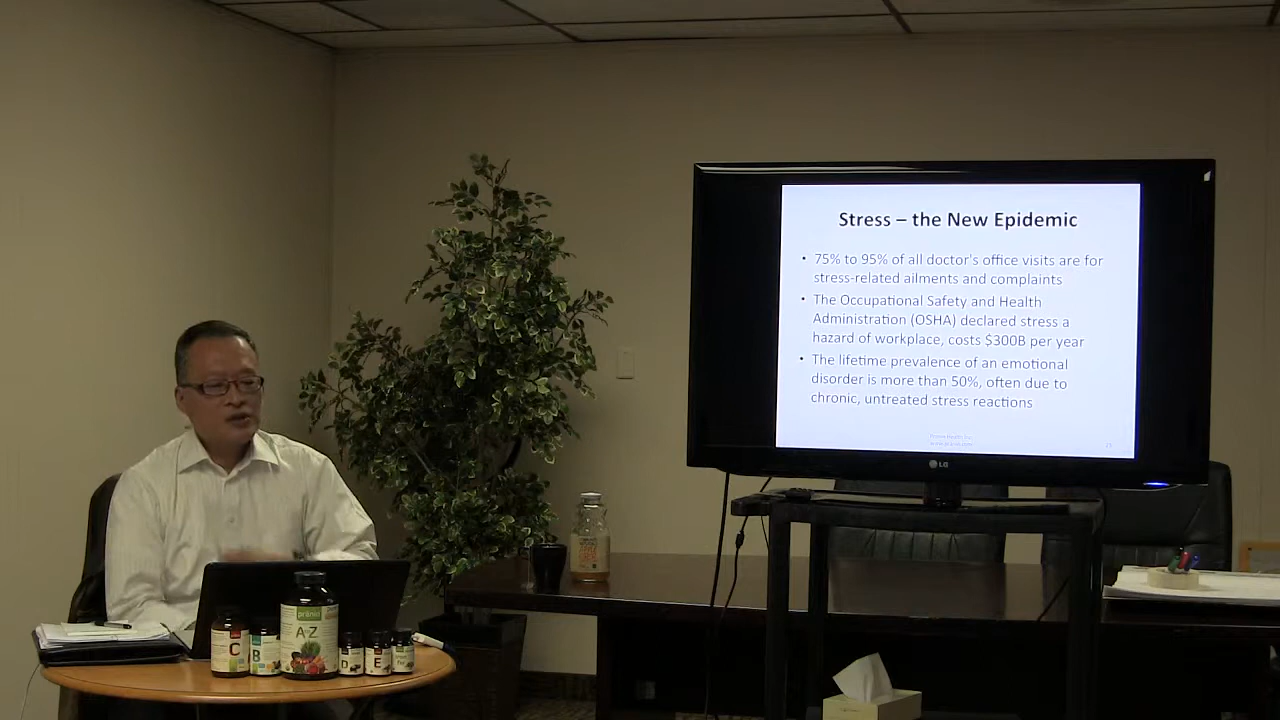 Stress – the New Epidemic
• 75% to 95% of all doctor's office visits are for
stress-related ailments and complaints
• The Occupational Safety and Health
Administration (OSHA) declared stress a
hazard of workplace, costs $300B per year
• The lifetime prevalence of an emotional
disorder is more than 50%, often due to
chronic, untreated stress reactions
LG
C
B
pränin
A-Z
D
E